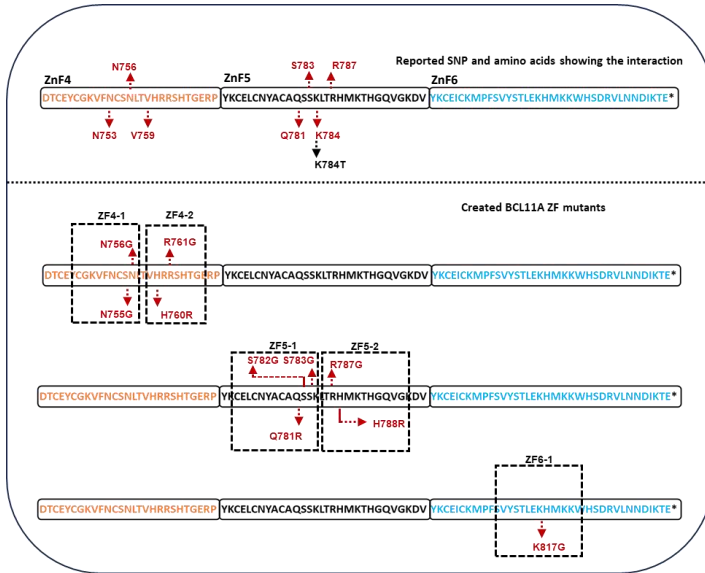 N756
S783
R787
Reported SNP and amino acids showing the interaction
ZnF4
ZnF5
ZnF6
DTCEYCGKVFNCSNLTVHRRSHTGERP YKCELCNYACAQSSKLTRHMKTHGQVGKDV YKCEICKMPFSVYSTLEKHMKKWHSDRVLNNDIKTE*
N753
V759
Q781
K784
K784T
Created BCL11A ZF mutants
ZF4-1
ZF4-2
N756G
R761G
DTCEYCGKVFNCSNLTVHRRSHTGERP YKCELCNYACAQSSKLTRHMKTHGQVGKDV YKCEICKMPFSVYSTLEKHMKKWHSDRVLNNDIKTE*
N755G
H760R
ZF5-1
ZF5-2
S782G
S783G
R787G
DTCEYCGKVFNCSNLTVHRRSHTGERP YKCELCNYACAQSSKLTRHMKTHGQVGKDV YKCEICKMPFSVYSTLEKHMKKWHSDRVLNNDIKTE*
Q781R
H788R
ZF6-1
DTCEYCGKVFNCSNLTVHRRSHTGERP YKCELCNYACAQSSKLTRHMKTHGQVGKDV YKCEICKMPFSVYSTLEKHMKKWHSDRVLNNDIKTE*
K817G